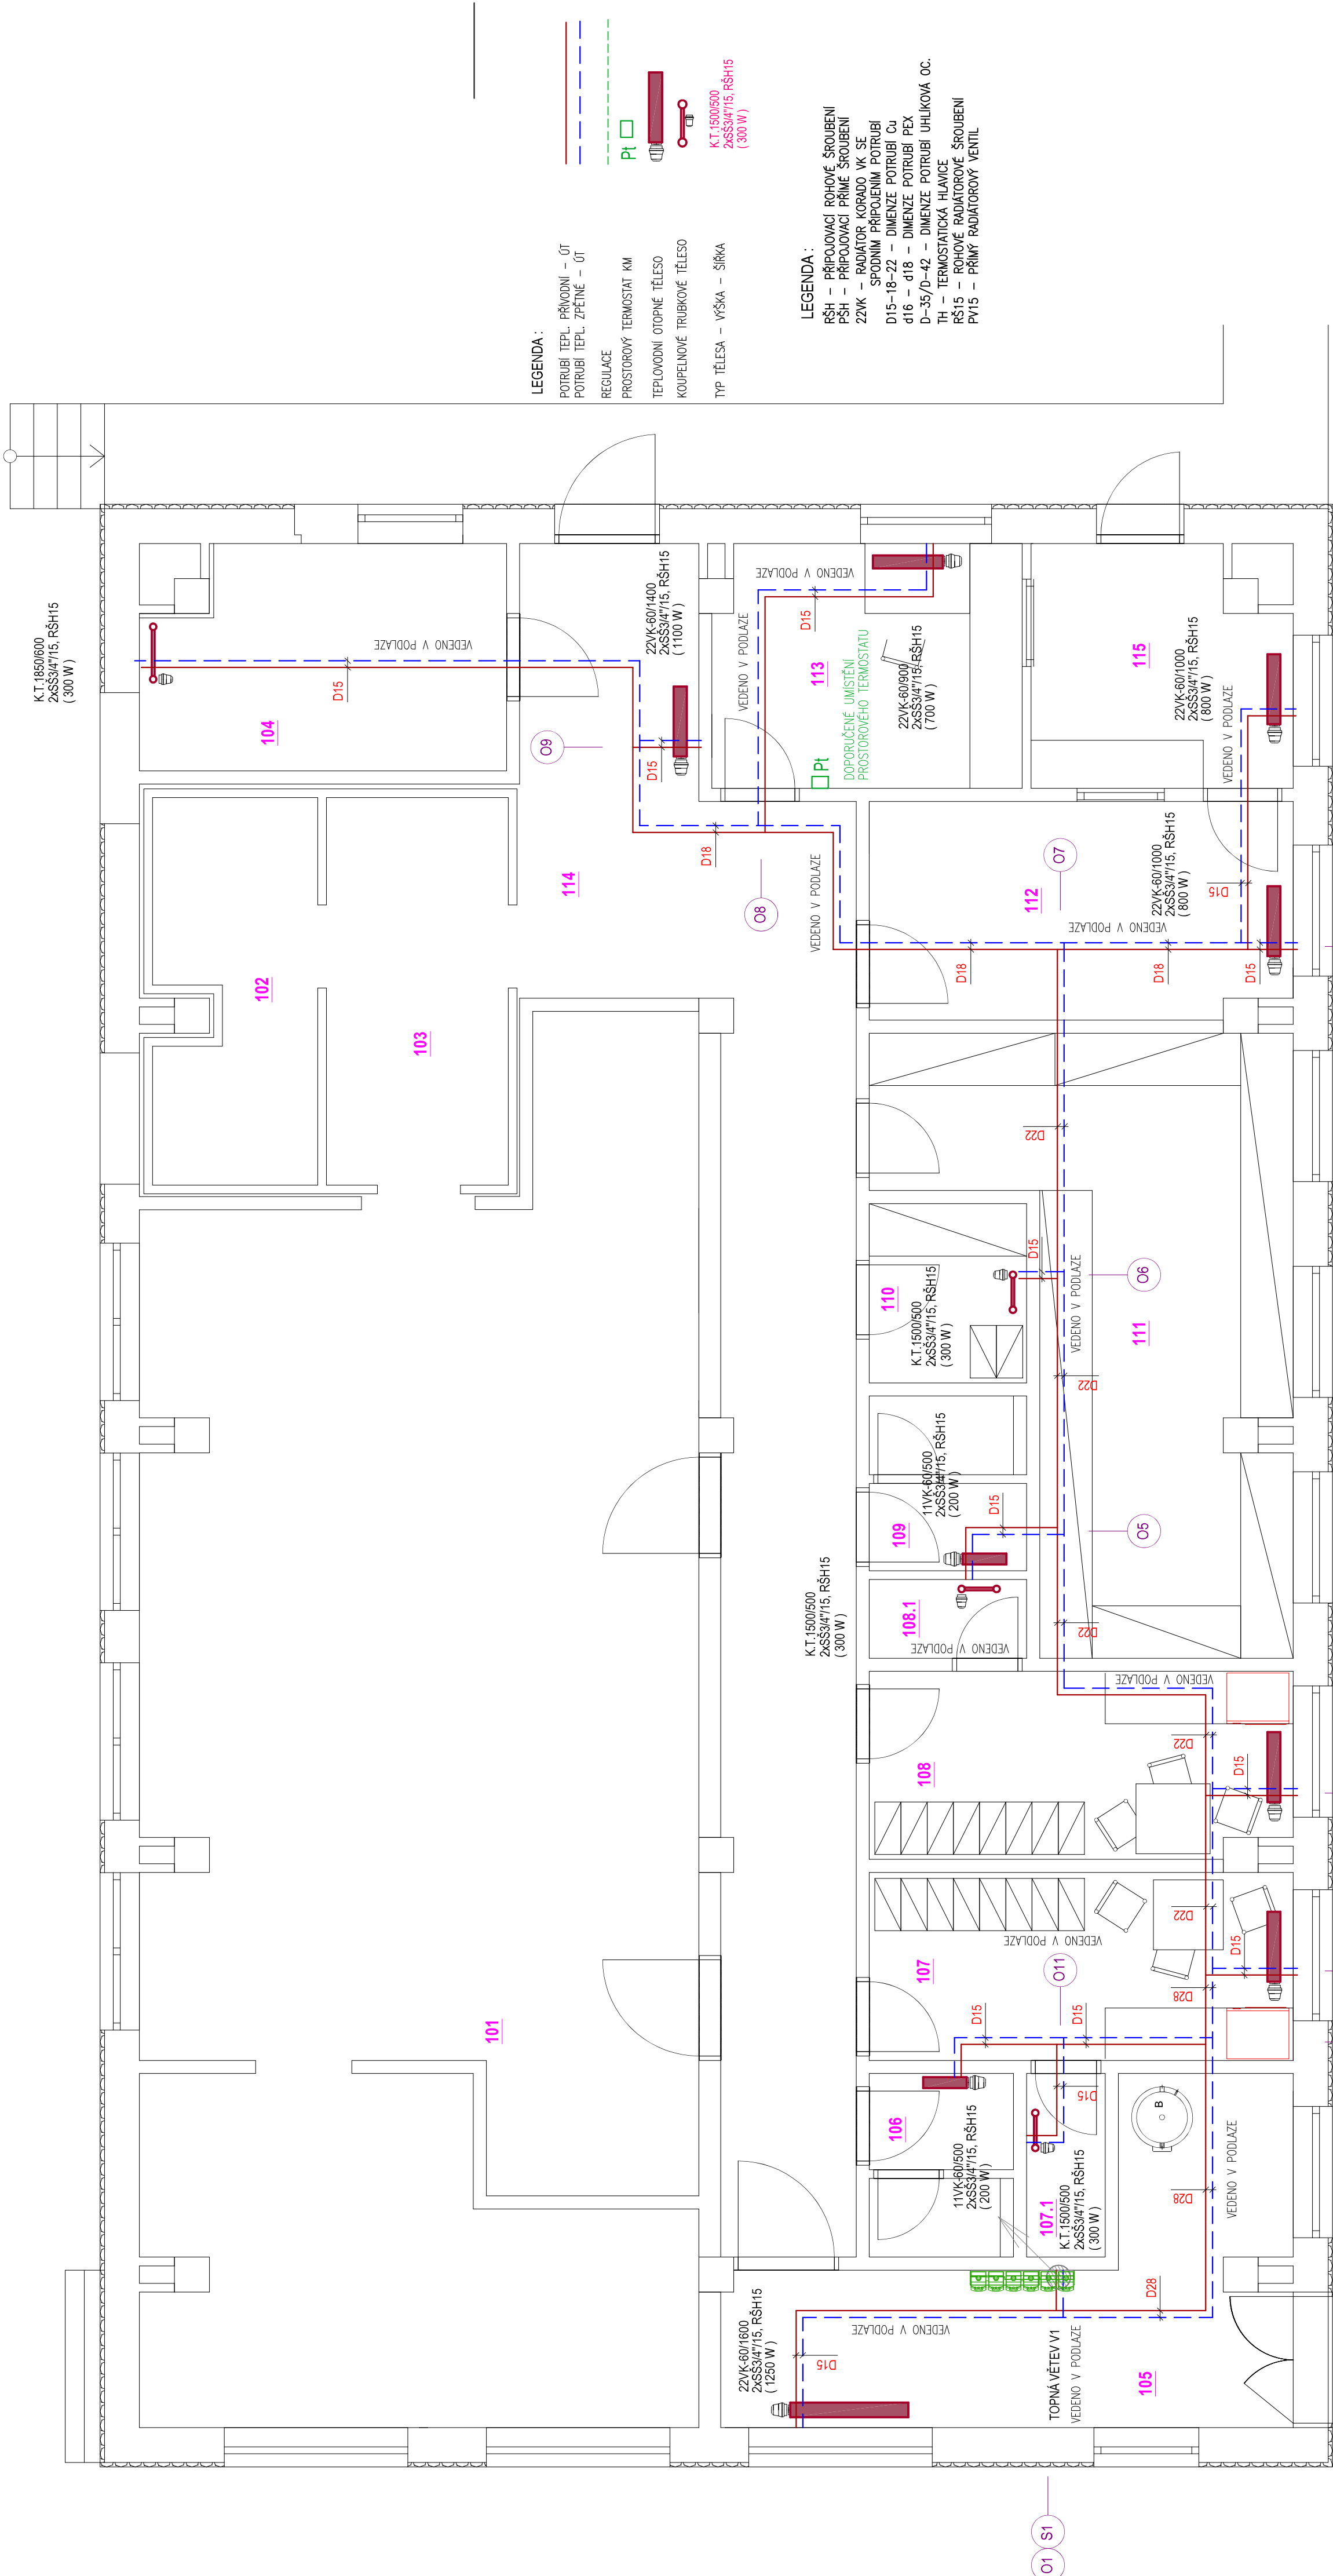 K.T.1850/600
2xSŠ3/4"/15, RŠH15
( 300 W )
VEDENO V PODLAZE
D15
104
O9
22VK-60/1400
2xSŠ3/4"/15, RŠH15
( 1100 W )
D15
D18
114
102
103
O8
VEDENO V PODLAZE
VEDENO V PODLAZE
VEDENO V PODLAZE
D15
113
Pt
DOPORUČENÉ UMÍSTĚNÍ
PROSTOROVÉHO TERMOSTATU
22VK-60/900
2xSŠ3/4"/15, RŠH15
( 700 W )
115
22VK-60/1000
2xSŠ3/4"/15, RŠH15
( 800 W )
VEDENO V PODLAZE
112
O7
22VK-60/1000
2xSŠ3/4"/15, RŠH15
( 800 W )
D15
VEDENO V PODLAZE
D18
D18
D15
D22
D15
110
K.T.1500/500
2xSŠ3/4"/15, RŠH15
( 300 W )
VEDENO V PODLAZE
O6
111
D22
109
11VK-60/500
2xSŠ3/4"/15, RŠH15
( 200 W )
D15
O5
K.T.1500/500
2xSŠ3/4"/15, RŠH15
( 300 W )
108.1
VEDENO V PODLAZE
D22
VEDENO V PODLAZE
108
D22
D15
101
107
VEDENO V PODLAZE
D22
D15
D28
O11
D15
D15
D15
106
11VK-60/500
2xSŠ3/4"/15, RŠH15
( 200 W )
107.1
K.T.1500/500
2xSŠ3/4"/15, RŠH15
( 300 W )
B
D28
VEDENO V PODLAZE
D28
22VK-60/1600
2xSŠ3/4"/15, RŠH15
( 1250 W )
D15
VEDENO V PODLAZE
TOPNÁ VĚTEV V1
VEDENO V PODLAZE
105
O1
S1
LEGENDA :
POTRUBÍ TEPL. PŘÍVODNÍ – ÚT
POTRUBÍ TEPL. ZPĚTNÉ – ÚT
REGULACE
PROSTOROVÝ TERMOSTAT KM
Pt
TEPLOVODNÍ OTOPNÉ TĚLESO
KOUPELNOVÉ TRUBKOVÉ TĚLESO
TYP TĚLESA – VÝŠKA – ŠÍŘKA
K.T.1500/500
2xSŠ3/4"/15, RŠH15
( 300 W )
LEGENDA :
RŠH – PŘIPOJOVACÍ ROHOVÉ ŠROUBENÍ
PŠH – PŘIPOJOVACÍ PŘÍMÉ ŠROUBENÍ
22VK – RADIÁTOR KORADO VK SE
SPODNÍM PŘIPOJENÍM POTRUBÍ
D15–18–22 – DIMENZE POTRUBÍ Cu
d16 – d18 – DIMENZE POTRUBÍ PEX
D–35/D–42 – DIMENZE POTRUBÍ UHLÍKOVÁ OC.
TH – TERMOSTATICKÁ HLAVICE
RŠ15 – ROHOVÉ RADIÁTOROVÉ ŠROUBENÍ
PV15 – PŘÍMÝ RADIÁTOROVÝ VENTIL